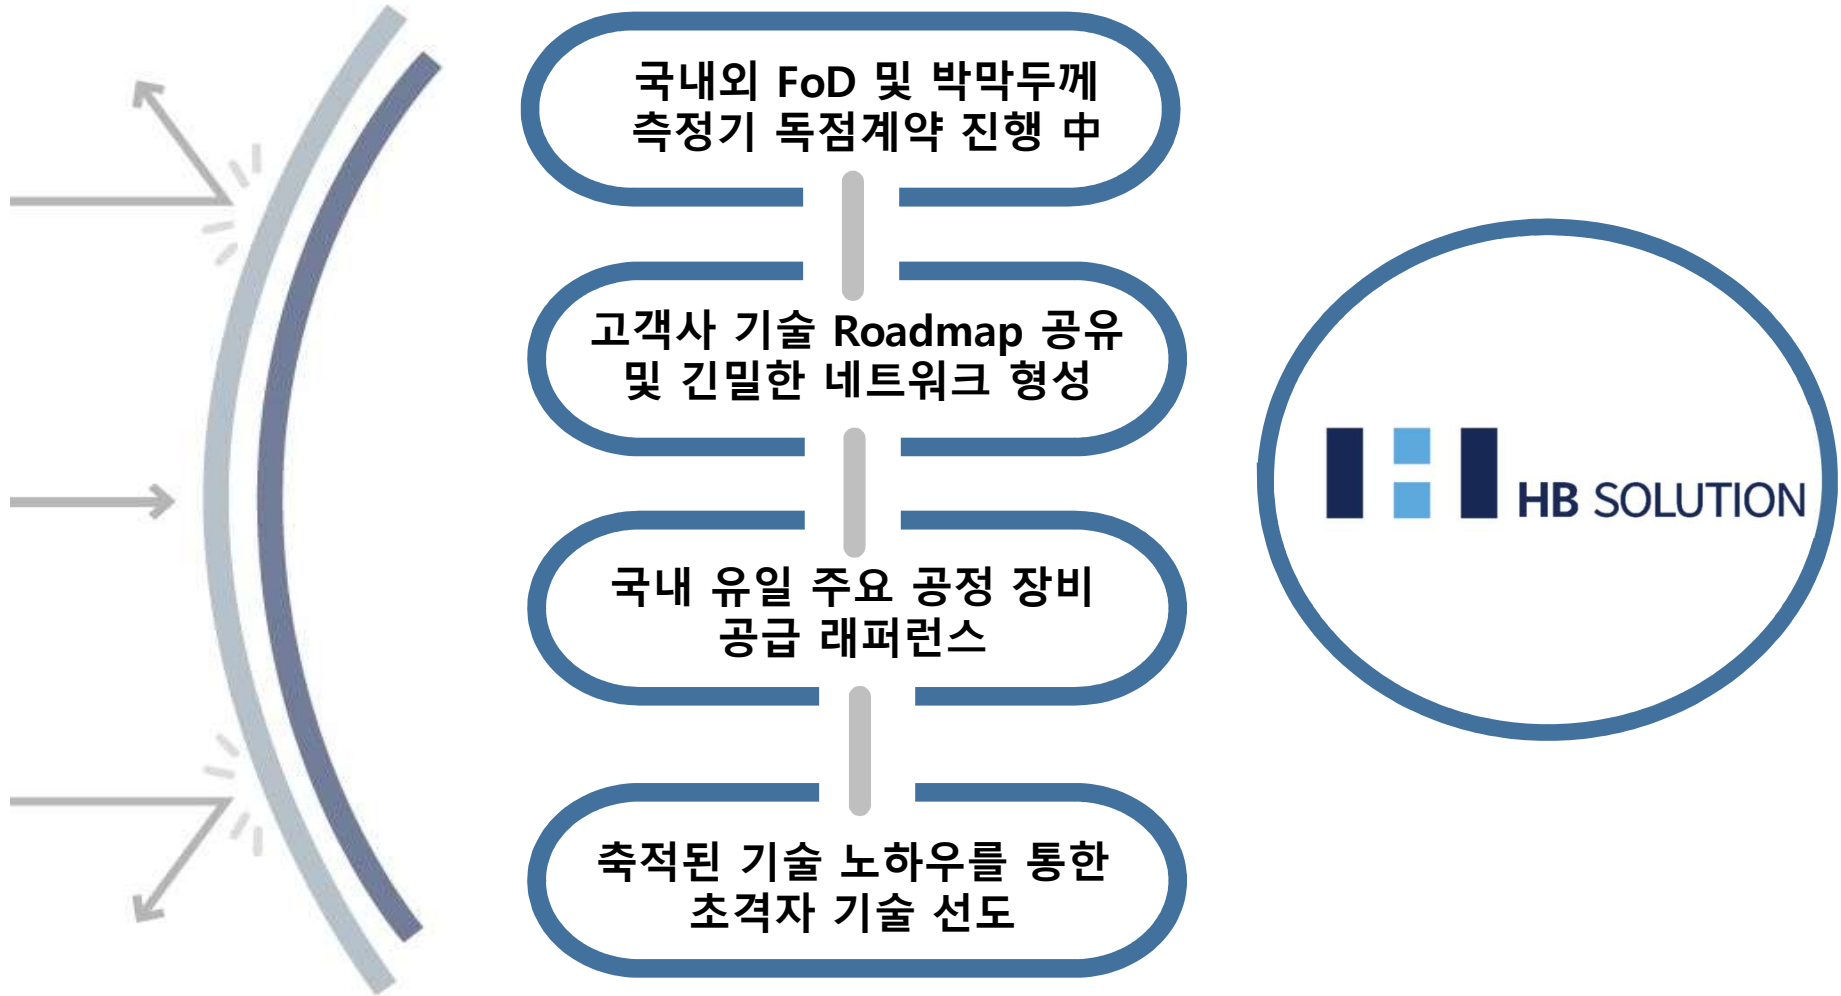 국내외 FoD 및 박막두께
측정기 독점계약 진행 中
고객사 기술 Roadmap 공유
및 긴밀한 네트워크 형성
국내 유일 주요 공정 장비
공급 래퍼런스
축적된 기술 노하우를 통한
초격자 기술 선도
HB SOLUTION